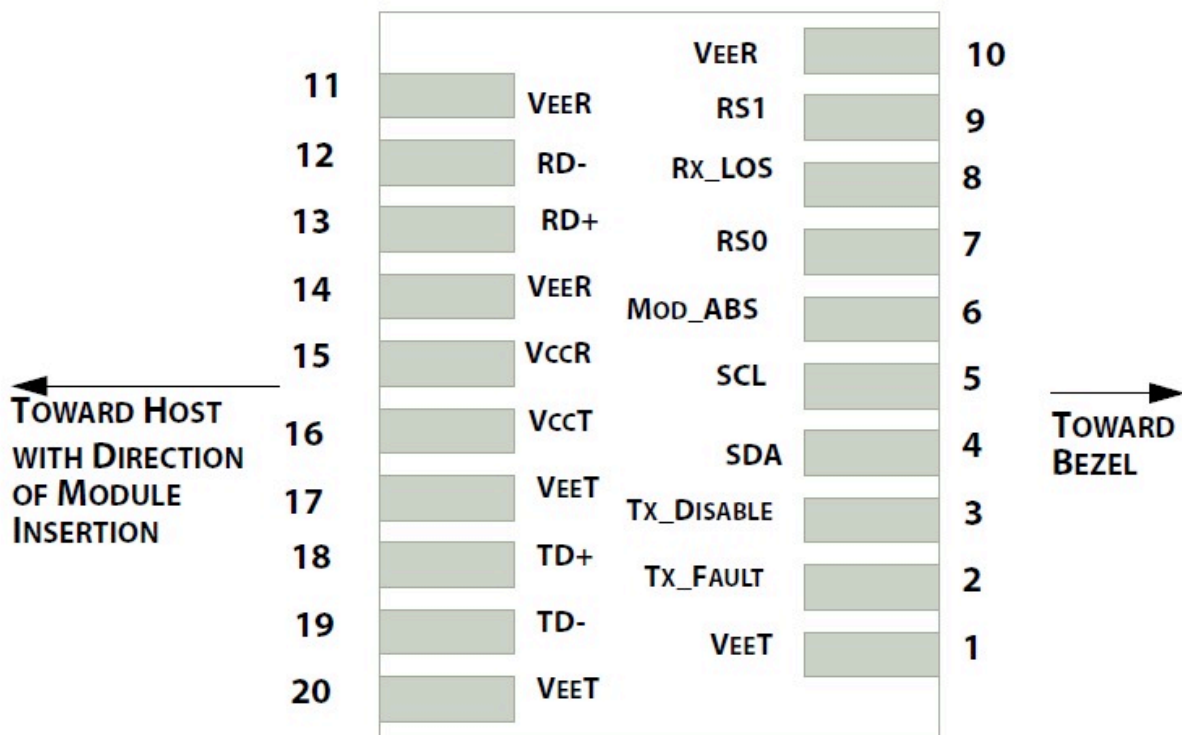 VEER
10
11
VEER
RS1
9
12
RD-
RX_LOS
8
13
RD+
RS0
7
14
VEER
MOD_ABS
6
15
VCCR
SCL
5
TOWARD HOST
WITH DIRECTION
OF MODULE
INSERTION
TOWARD
BEZEL
16
VCCT
SDA
4
17
VEET
TX_DISABLE
3
18
TD+
TX_FAULT
2
19
TD-
VEET
1
20
VEET